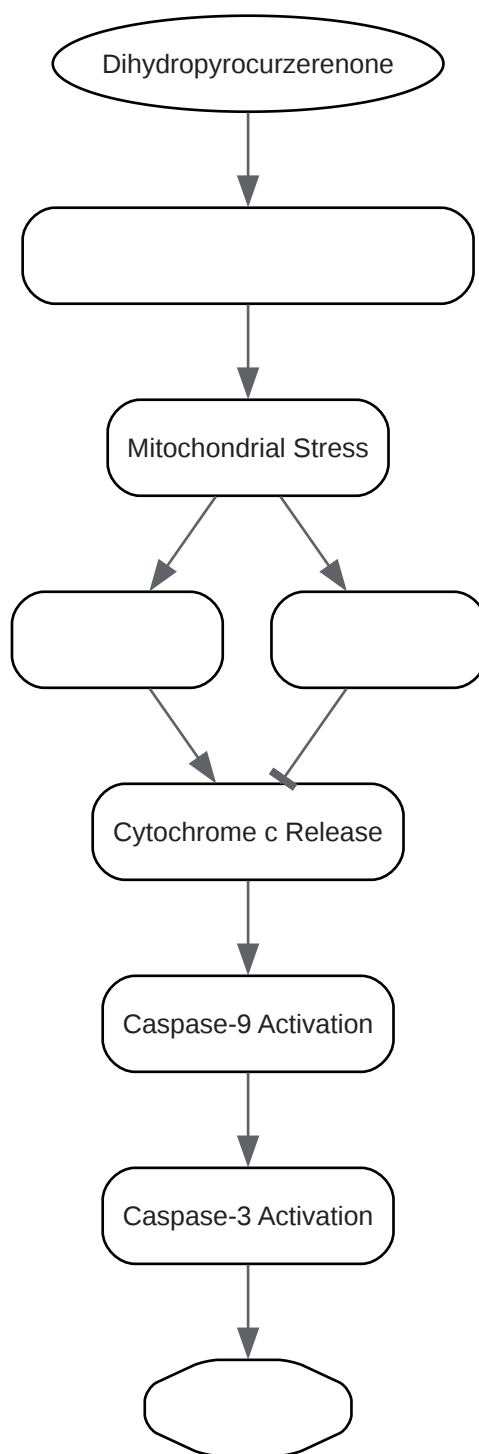 Dihydropyrocurzerenone
Mitochondrial Stress
Cytochrome c Release
Caspase-9 Activation
Caspase-3 Activation